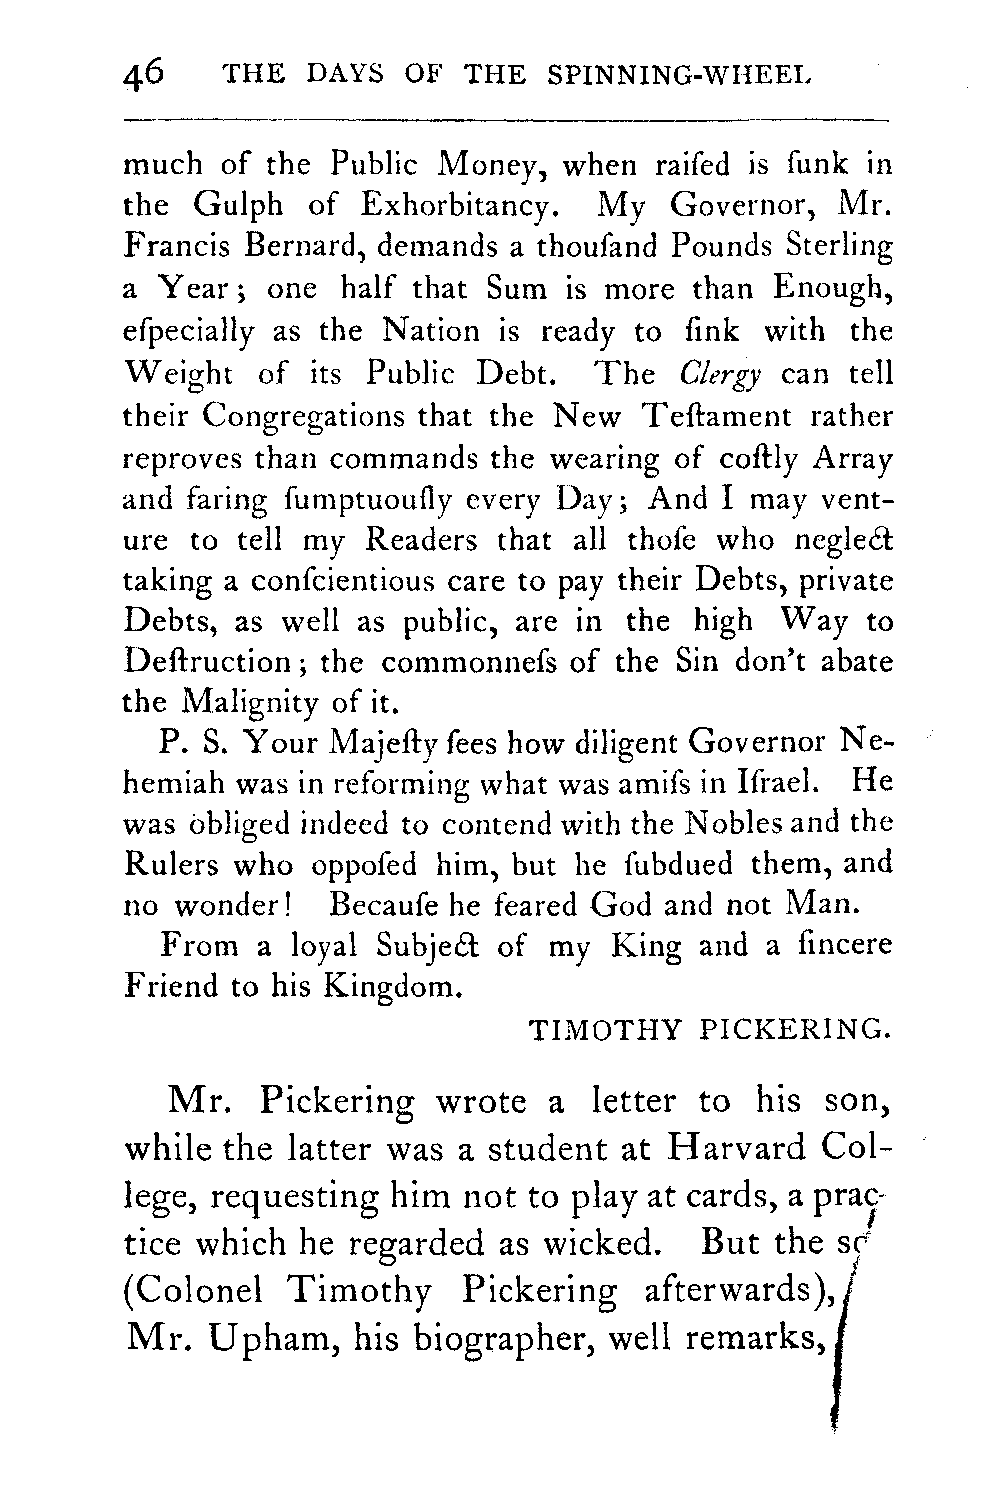 46 THE DAYS OF THE SPINNING-WHEEL
much of the Public Money, when raiſed is ſunk in
the Gulph of Exhorbitancy. My Governor, Mr.
Francis Bernard, demands a thouſand Pounds Sterling
a Year; one half that Sum is more than Enough,
eſpecially as the Nation is ready to ſink with the
Weight of its Public Debt. The Clergy can tell
their Congregations that the New Teſtament rather
reproves than commands the wearing of coſtly Array
and faring ſumptuouſly every Day; And I may vent-
ure to tell my Readers that all thoſe who neglect
taking a conſcientious care to pay their Debts, private
Debts, as well as public, are in the high Way to
Deſtruction; the commonneſs of the Sin don't abate
the Malignity of it.
P. S. Your Majeſty ſees how diligent Governor Ne-
hemiah was in reforming what was amiſs in Iſrael. He
was obliged indeed to contend with the Nobles and the
Rulers who oppoſed him, but he ſubdued them, and
no wonder! Becauſe he feared God and not Man.
From a loyal Subject of my King and a ſincere
Friend to his Kingdom.
TIMOTHY PICKERING.
Mr. Pickering wrote a letter to his son,
while the latter was a student at Harvard Col-
lege, requesting him not to play at cards, a prac-
tice which he regarded as wicked. But the
(Colonel Timothy Pickering afterwards),
Mr. Upham, his biographer, well remarks,